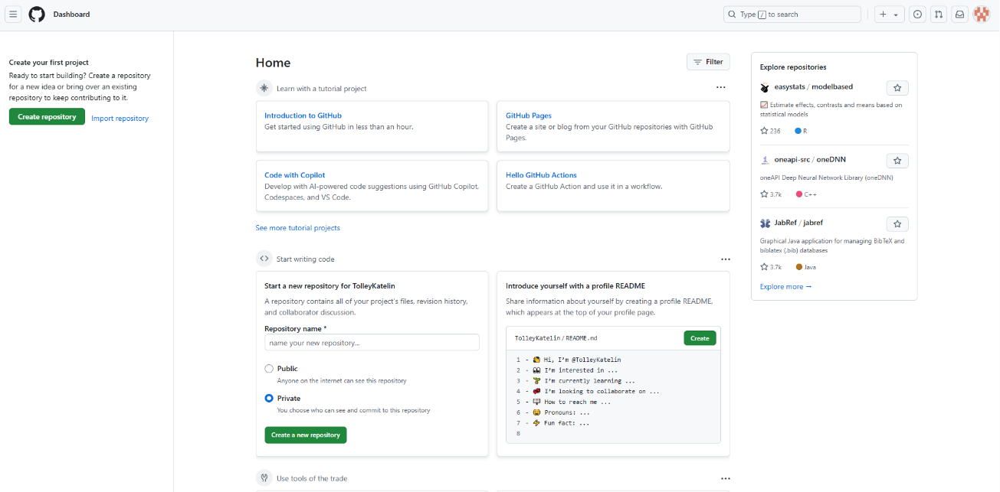 Dashboard
Type / to search
Create your first project
Ready to start building? Create a repository
for a new idea or bring over an existing
repository to keep contributing to it.
Create repository
Import repository
Home
Filter
Learn with a tutorial project
Introduction to GitHub
Get started using GitHub in less than an hour.
GitHub Pages
Create a site or blog from your GitHub repositories with GitHub
Pages.
Code with Copilot
Develop with AI-powered code suggestions using GitHub Copilot,
Codespaces, and VS Code.
Hello GitHub Actions
Create a GitHub Action and use it in a workflow.
See more tutorial projects
Start writing code
Start a new repository for TolleyKatelin
A repository contains all of your project's files, revision history,
and collaborator discussion.
Repository name *
name your new repository...
Public
Anyone on the internet can see this repository
Private
You choose who can see and commit to this repository
Create a new repository
Introduce yourself with a profile README
Share information about yourself by creating a profile README,
which appears at the top of your profile page.
TolleyKatelin / README.md
Create
1 - 👋 Hi, I'm @TolleyKatelin
2 - 👀 I'm interested in ...
3 - 🌱 I'm currently learning ...
4 - 💞️ I'm looking to collaborate on ...
5 - 📫 How to reach me ...
6 - 😄 Pronouns: ...
7 - ⚡ Fun fact: ...
8
Use tools of the trade
Explore repositories
easystats / modelbased
📈 Estimate effects, contrasts and means based on
statistical models
236
R
oneapi-src / oneDNN
oneAPI Deep Neural Network Library (oneDNN)
3.7k
C++
JabRef / jabref
Graphical Java application for managing BibTeX and
biblatex (.bib) databases
3.7k
Java
Explore more →